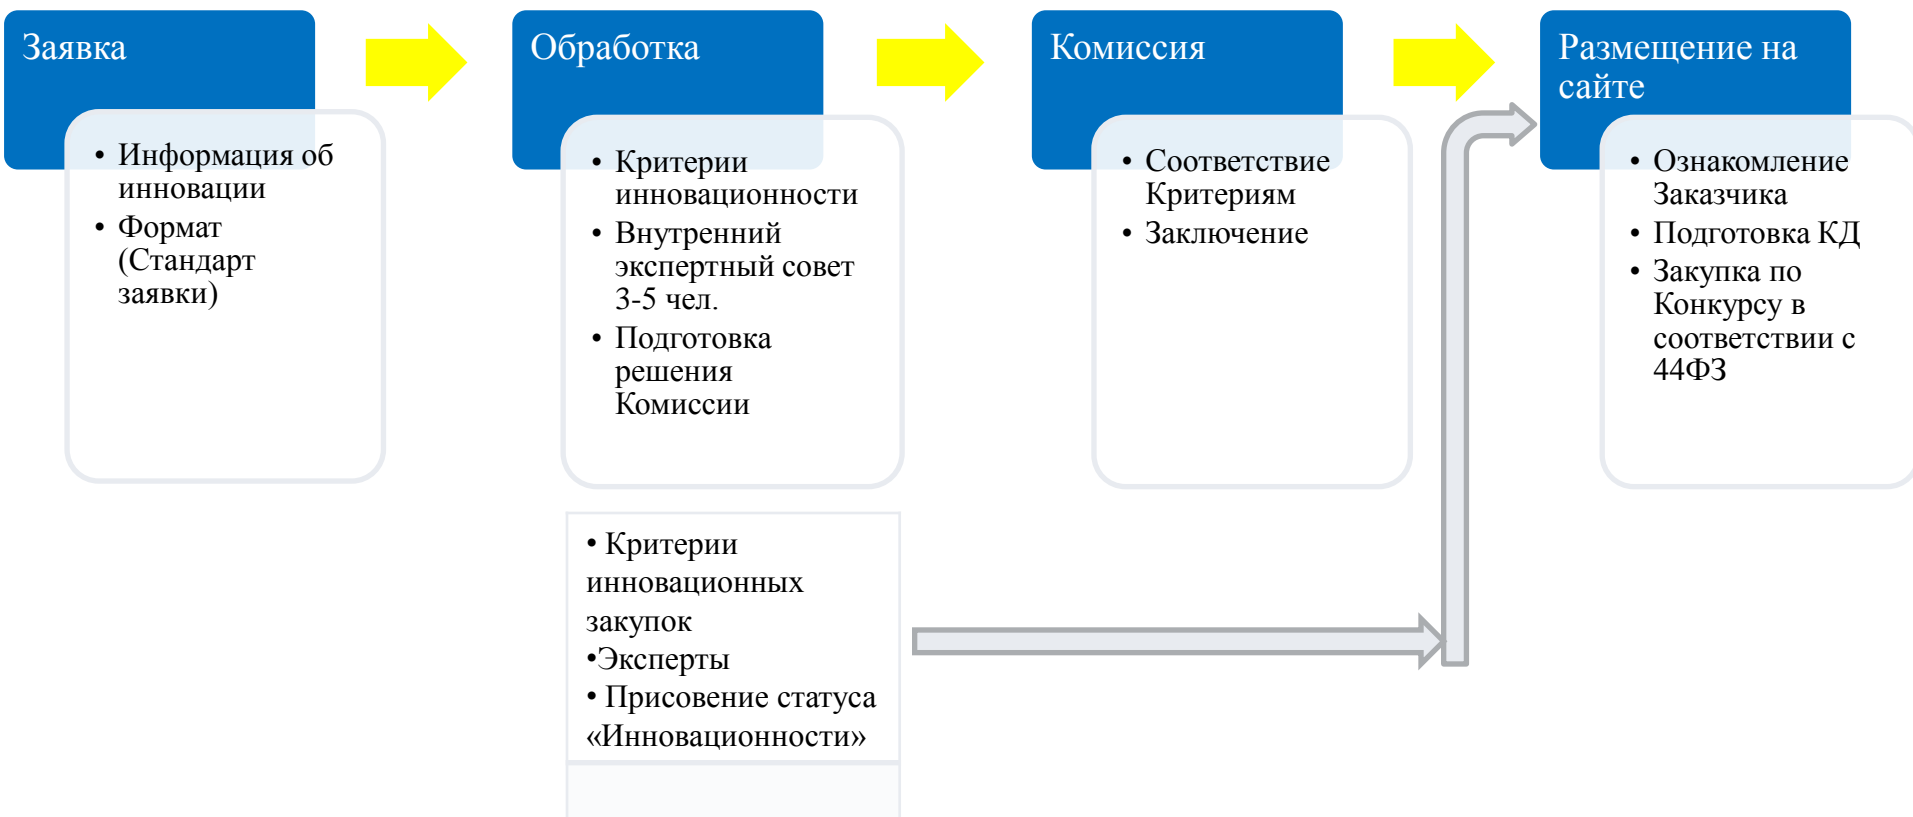 Заявка
• Информация об
инновации
• Формат
(Стандарт
заявки)
Обработка
• Критерии
инновационности
• Внутренний
экспертный совет
3-5 чел.
• Подготовка
решения
Комиссии
• Критерии
инновационных
закупок
•Эксперты
• Присовение статуса
«Инновационности»
Комиссия
• Соответствие
Критериям
• Заключение
Размещение на
сайте
• Ознакомление
Заказчика
• Подготовка КД
• Закупка по
Конкурсу в
соответствии с
44ФЗ